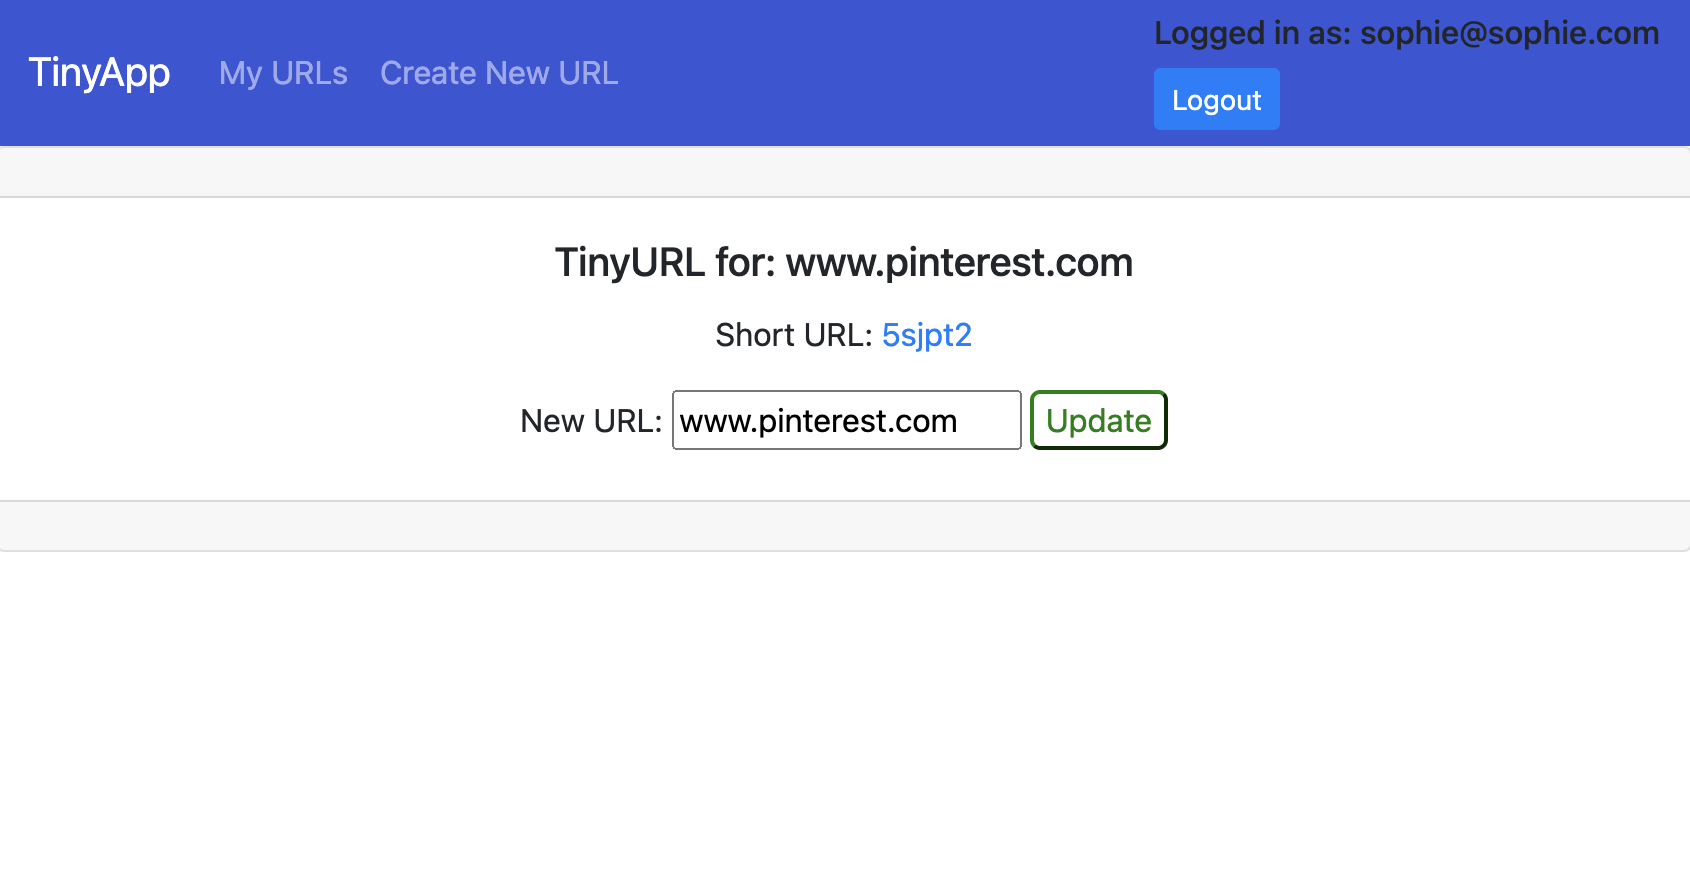 TinyApp My URLs Create New URL
Logged in as: sophie@sophie.com
Logout
TinyURL for: www.pinterest.com
Short URL: 5sjpt2
New URL: www.pinterest.com Update